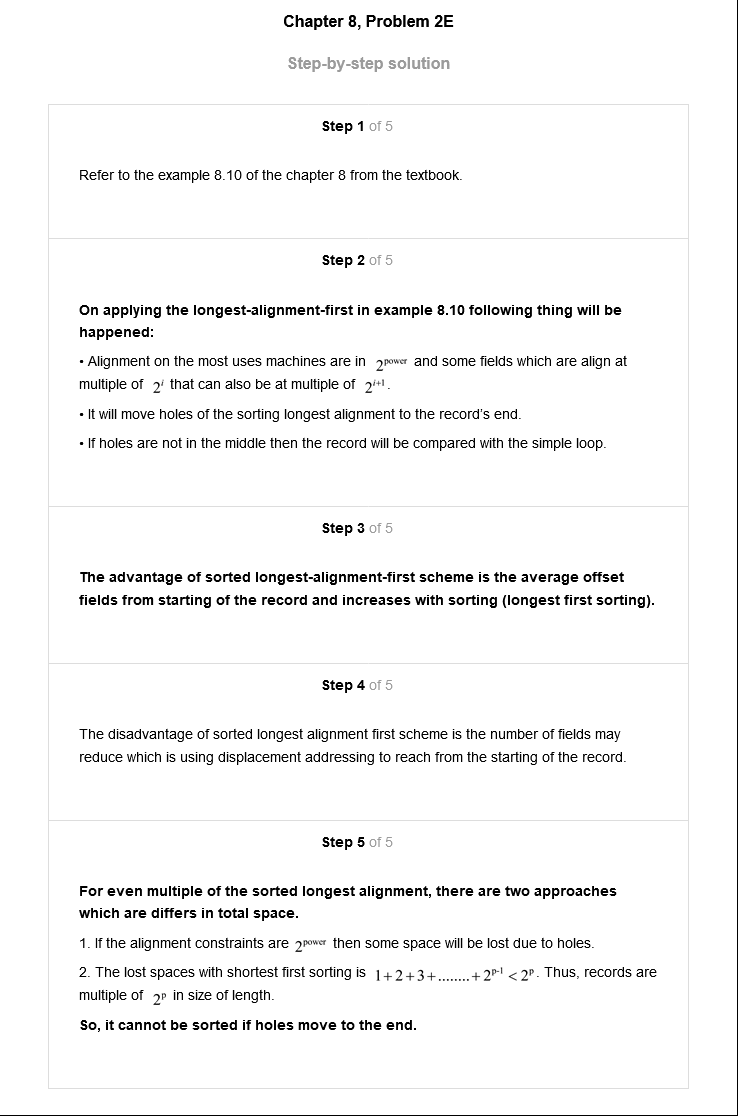 Chapter 8, Problem 2E
Step-by-step solution
Step 1 of 5
Refer to the example 8.10 of the chapter 8 from the textbook.
Step 2 of 5
On applying the longest-alignment-first in example 8.10 following thing will be
happened:
• Alignment on the most uses machines are in 2^power and some fields which are align at
multiple of 2^i that can also be at multiple of 2^i+1.
• It will move holes of the sorting longest alignment to the record's end.
• If holes are not in the middle then the record will be compared with the simple loop.
Step 3 of 5
The advantage of sorted longest-alignment-first scheme is the average offset
fields from starting of the record and increases with sorting (longest first sorting).
Step 4 of 5
The disadvantage of sorted longest alignment first scheme is the number of fields may
reduce which is using displacement addressing to reach from the starting of the record.
Step 5 of 5
For even multiple of the sorted longest alignment, there are two approaches
which are differs in total space.
1. If the alignment constraints are 2^power then some space will be lost due to holes.
2. The lost spaces with shortest first sorting is 1+2+3+........+2^p-1 < 2^p. Thus, records are
multiple of 2^p in size of length.
So, it cannot be sorted if holes move to the end.